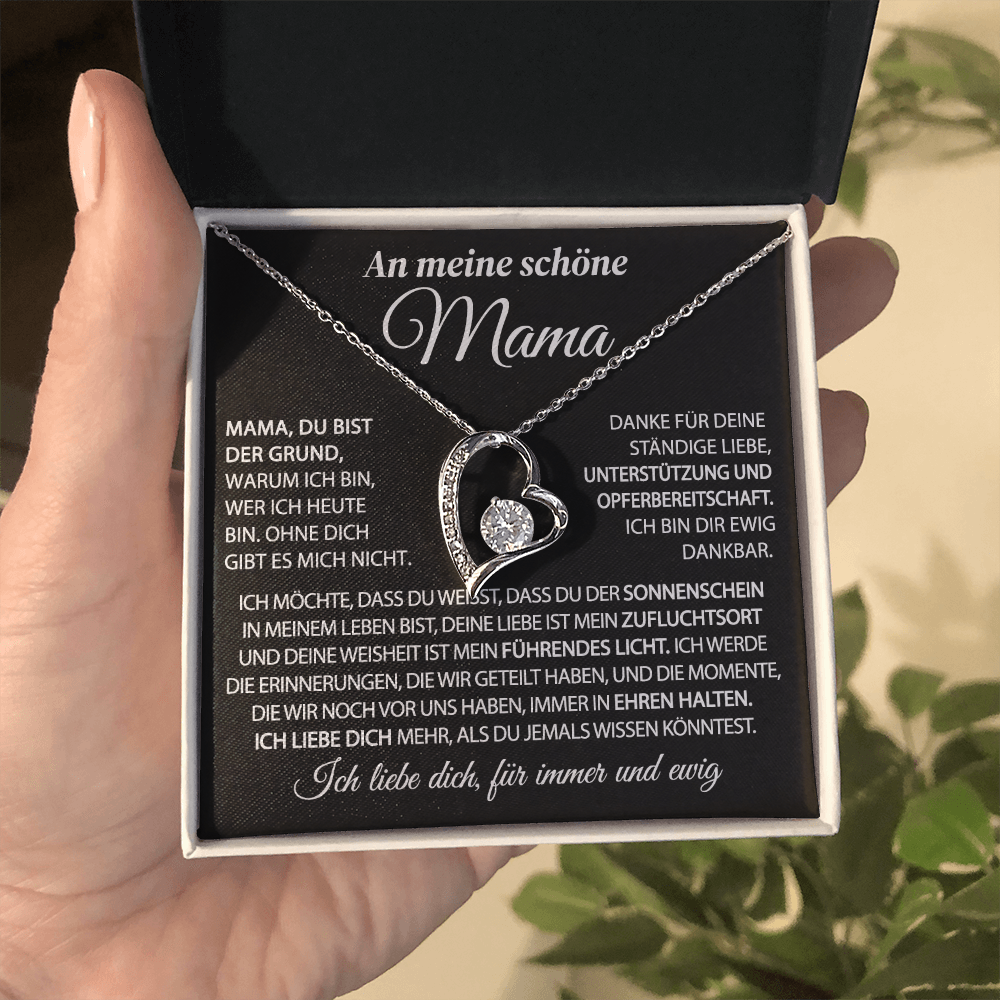 An meine schöne
Mama
MAMA, DU BIST
DER GRUND,
WARUM ICH BIN,
WER ICH HEUTE
BIN. OHNE DICH
GIBT ES MICH NICHT.
DANKE FÜR DEINE
STÄNDIGE LIEBE,
UNTERSTÜTZUNG UND
OPFERBEREITSCHAFT.
ICH BIN DIR EWIG
DANKBAR.
ICH MÖCHTE, DASS DU WEISST, DASS DU DER SONNENSCHEIN
IN MEINEM LEBEN BIST, DEINE LIEBE IST MEIN ZUFLUCHTSORT
UND DEINE WEISHEIT IST MEIN FÜHRENDES LICHT. ICH WERDE
DIE ERINNERUNGEN, DIE WIR GETEILT HABEN, UND DIE MOMENTE,
DIE WIR NOCH VOR UNS HABEN, IMMER IN EHREN HALTEN.
ICH LIEBE DICH MEHR, ALS DU JEMALS WISSEN KÖNNTEST.
Ich liebe dich, für immer und ewig